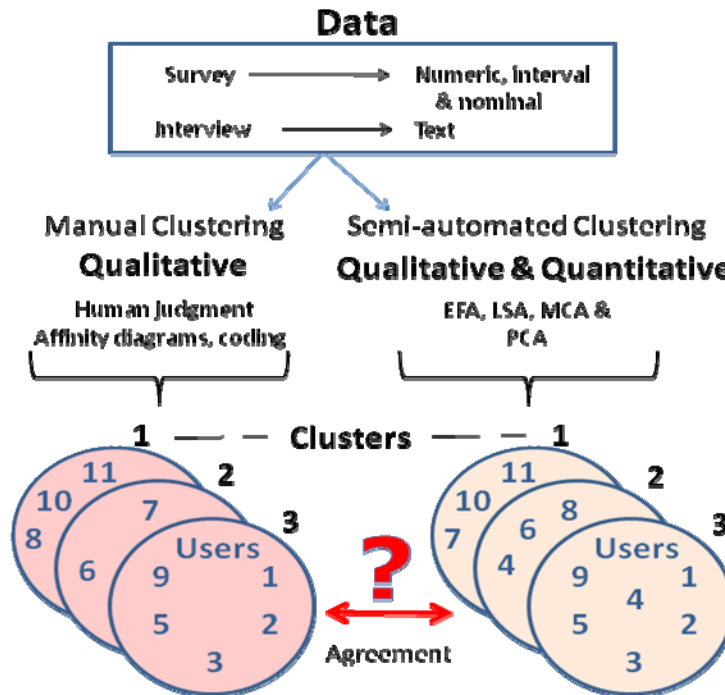 Data
Survey
Numeric, interval
& nominal
Interview
Text
Manual Clustering
Qualitative
Human judgment
Affinity diagrams, coding
Semi-automated Clustering
Qualitative & Quantitative
EFA, LSA, MCA &
PCA
1 — — Clusters — — 1
2
3
11
10
8
7
6
Users
9
1
5
2
3
?
Agreement
2
3
11
10
7
8
6
4
Users
9
1
4
5
2
3